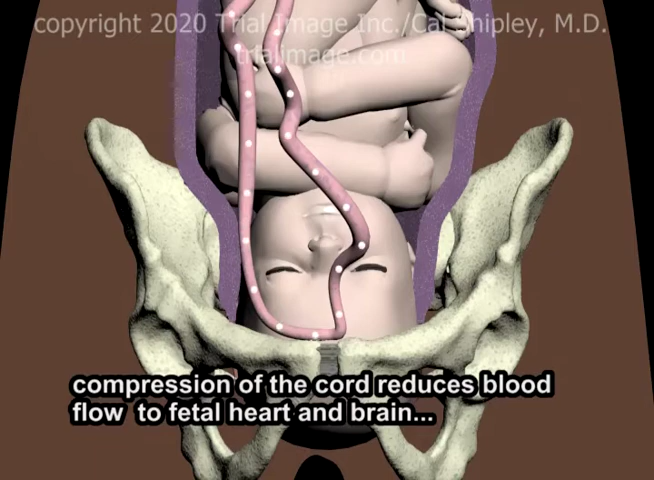 copyright 2020 Trial Image Inc./Cal Shipley, M.D.
trialimage.com
compression of the cord reduces blood
flow to fetal heart and brain...